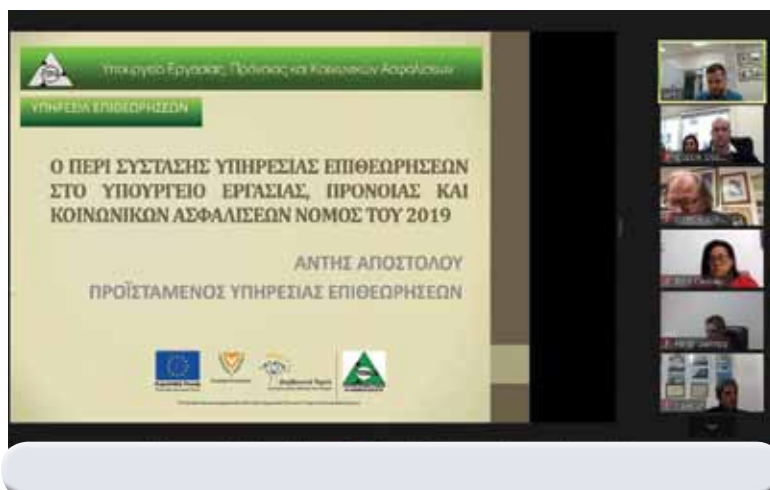 Υπουργείο Εργασίας, Πρόνοιας και Κοινωνικών Ασφαλίσεων
ΥΠΗΡΕΣΙΑ ΕΠΙΘΕΩΡΗΣΕΩΝ
Ο ΠΕΡΙ ΣΥΣΤΑΣΗΣ ΥΠΗΡΕΣΙΑΣ ΕΠΙΘΕΩΡΗΣΕΩΝ
ΣΤΟ ΥΠΟΥΡΓΕΙΟ ΕΡΓΑΣΙΑΣ, ΠΡΟΝΟΙΑΣ ΚΑΙ
ΚΟΙΝΩΝΙΚΩΝ ΑΣΦΑΛΙΣΕΩΝ ΝΟΜΟΣ ΤΟΥ 2019
ΑΝΤΗΣ ΑΠΟΣΤΟΛΟΥ
ΠΡΟΪΣΤΑΜΕΝΟΣ ΥΠΗΡΕΣΙΑΣ ΕΠΙΘΕΩΡΗΣΕΩΝ